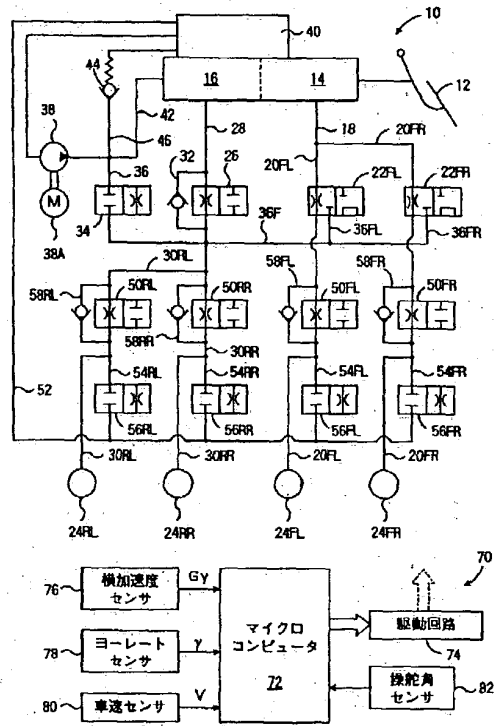 10
40
44
16
14
12
38
42
28
18
20FR
46
32
26
20FL
22FL
22FR
36
M
36F
36FL
36FR
38A
34
30RL
58RL
50RL
50RR
58FL
50FL
58FR
50FR
58RR
30RR
52
54RL
54RR
54FL
54FR
56RL
56RR
56FL
56FR
30RL
30RR
20FL
20FR
24RL
24RR
24FL
24FR
70
76
横加速度
センサ
Gy
78
ヨーレート
センサ
γ
80
車速センサ
V
マイクロ
コンピュータ
72
駆動回路
74
操舵角
センサ
82